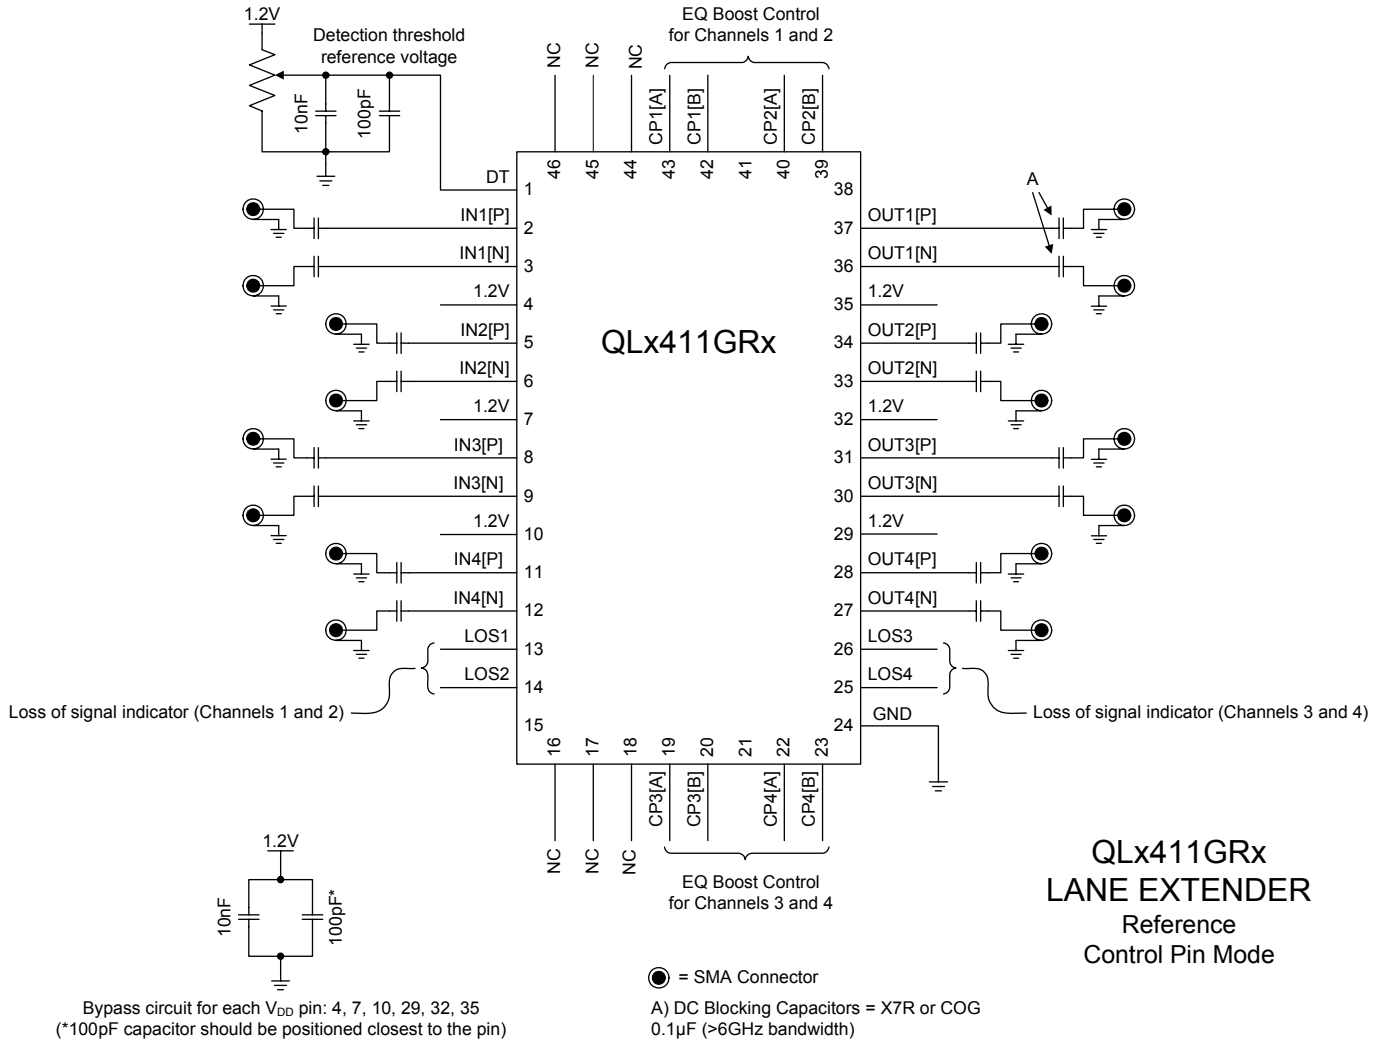 1.2V
Detection threshold
reference voltage
10nF
100pF
EQ Boost Control
for Channels 1 and 2
NC
NC
NC
CP1[A]
CP1[B]
CP2[A]
CP2[B]
46
45
44
43
42
41
40
39
DT
1
38
A
IN1[P]
2
37
OUT1[P]
IN1[N]
3
36
OUT1[N]
1.2V
4
35
1.2V
IN2[P]
5
34
OUT2[P]
QLx411GRx
IN2[N]
6
33
OUT2[N]
1.2V
7
32
1.2V
IN3[P]
8
31
OUT3[P]
IN3[N]
9
30
OUT3[N]
1.2V
10
29
1.2V
IN4[P]
11
28
OUT4[P]
IN4[N]
12
27
OUT4[N]
LOS1
13
26
LOS3
LOS2
14
25
LOS4
Loss of signal indicator (Channels 1 and 2)
Loss of signal indicator (Channels 3 and 4)
15
24
GND
16
17
18
19
20
21
22
23
NC
NC
NC
CP3[A]
CP3[B]
CP4[A]
CP4[B]
EQ Boost Control
for Channels 3 and 4
1.2V
10nF
100pF*
Bypass circuit for each VDD pin: 4, 7, 10, 29, 32, 35
(*100pF capacitor should be positioned closest to the pin)
= SMA Connector
A) DC Blocking Capacitors = X7R or COG
0.1µF (>6GHz bandwidth)
QLx411GRx
LANE EXTENDER
Reference
Control Pin Mode